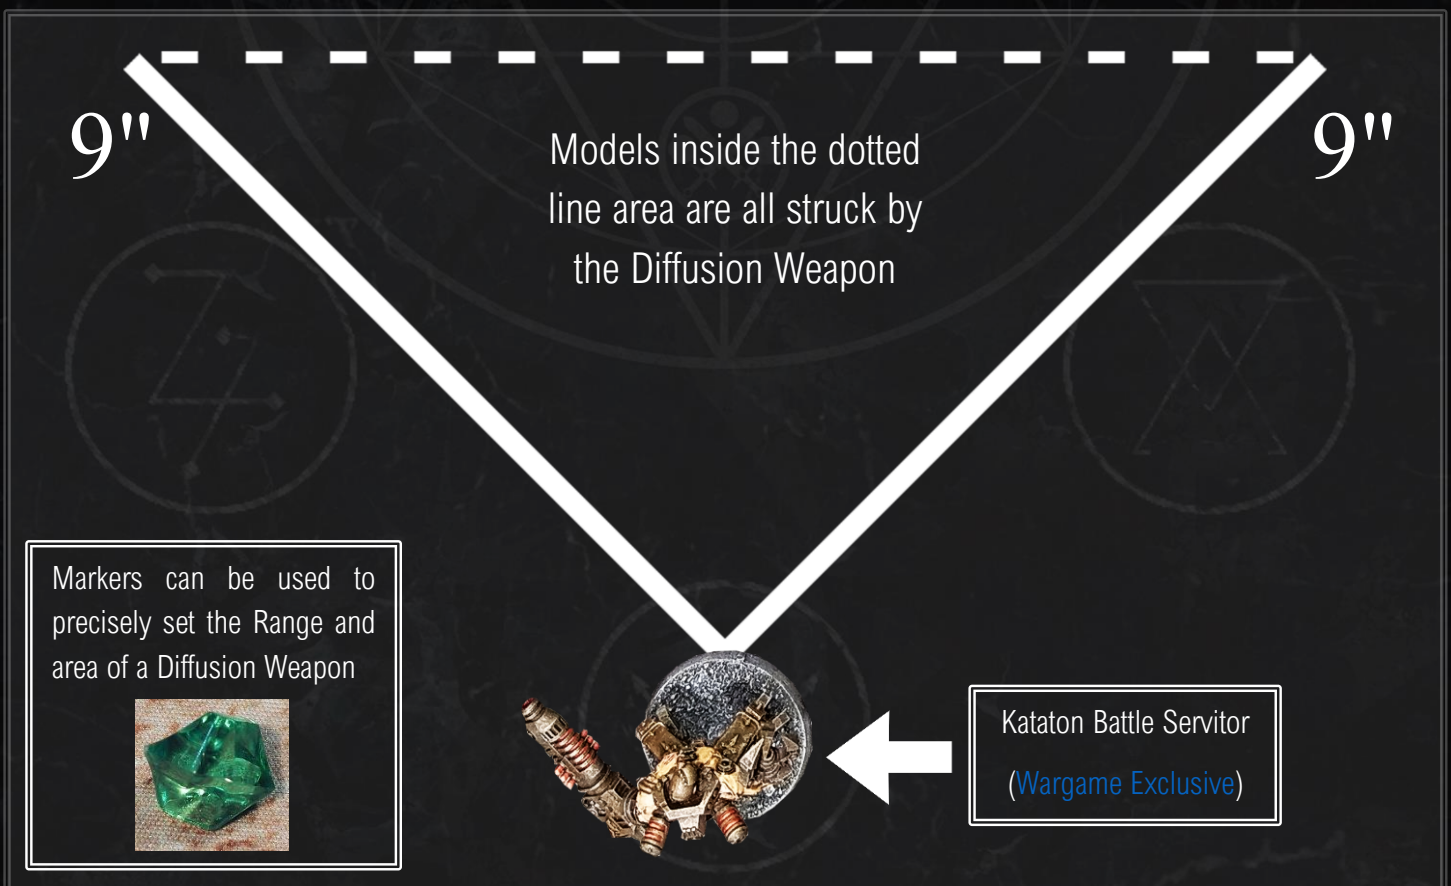 9"
9"
Models inside the dotted
line area are all struck by
the Diffusion Weapon
Markers can be used to
precisely set the Range and
area of a Diffusion Weapon
Kataton Battle Servitor
(Wargame Exclusive)